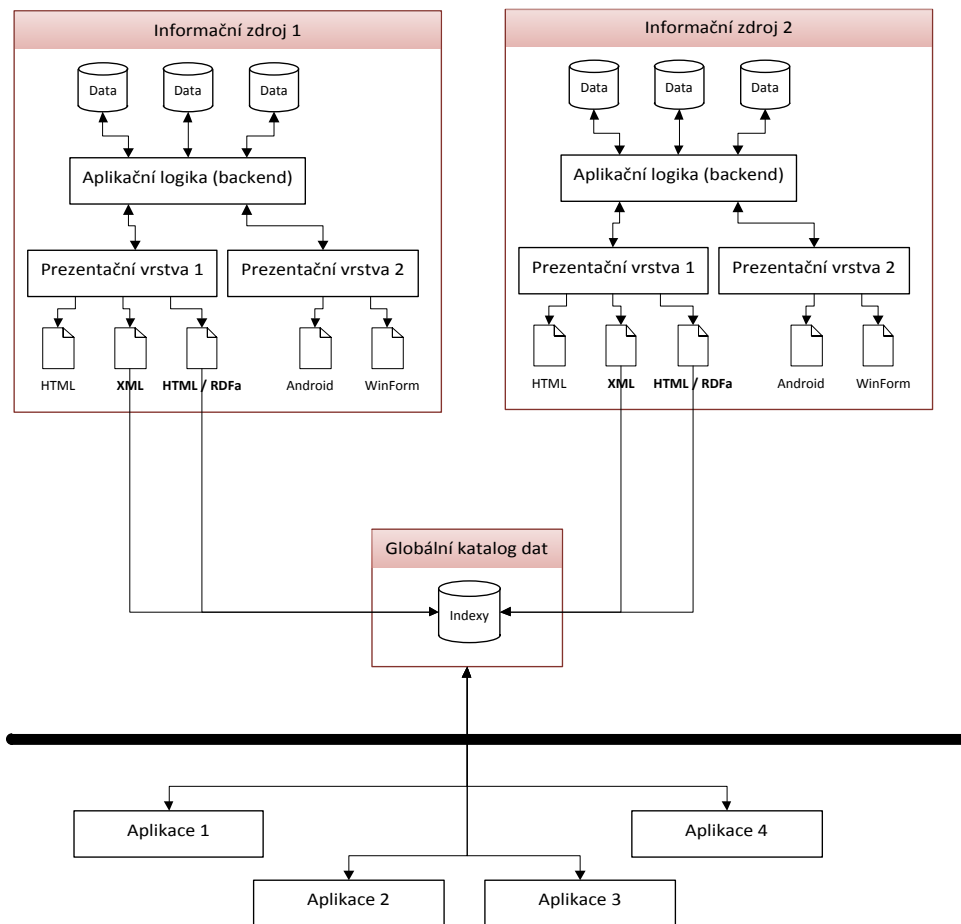 Informační zdroj 1
Data
Data
Data
Aplikační logika (backend)
Prezentační vrstva 1
Prezentační vrstva 2
HTML
XML
HTML / RDFa
Android
WinForm
Informační zdroj 2
Data
Data
Data
Aplikační logika (backend)
Prezentační vrstva 1
Prezentační vrstva 2
HTML
XML
HTML / RDFa
Android
WinForm
Globální katalog dat
Indexy
Aplikace 1
Aplikace 4
Aplikace 2
Aplikace 3